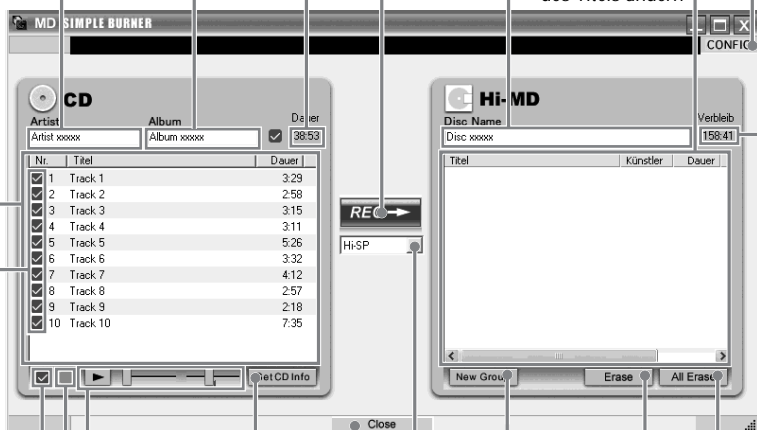 des Titels ändern
MD SIMPLE BURNER
CONFIG
CD
Hi-MD
Artist Album Dauer
Disc Name Verbleib
Artist xxxxx Album xxxxx 38:53
Disc xxxxx 158:41
Nr. Titel Dauer
Titel Künstler Dauer
1 Track 1 3:29
2 Track 2 2:58
3 Track 3 3:15
4 Track 4 3:11
5 Track 5 5:26
6 Track 6 3:32
7 Track 7 4:12
8 Track 8 2:57
9 Track 9 2:18
10 Track 10 7:35
REC
Hi-SP
Get CD Info
New Group Erase All Erase
Close